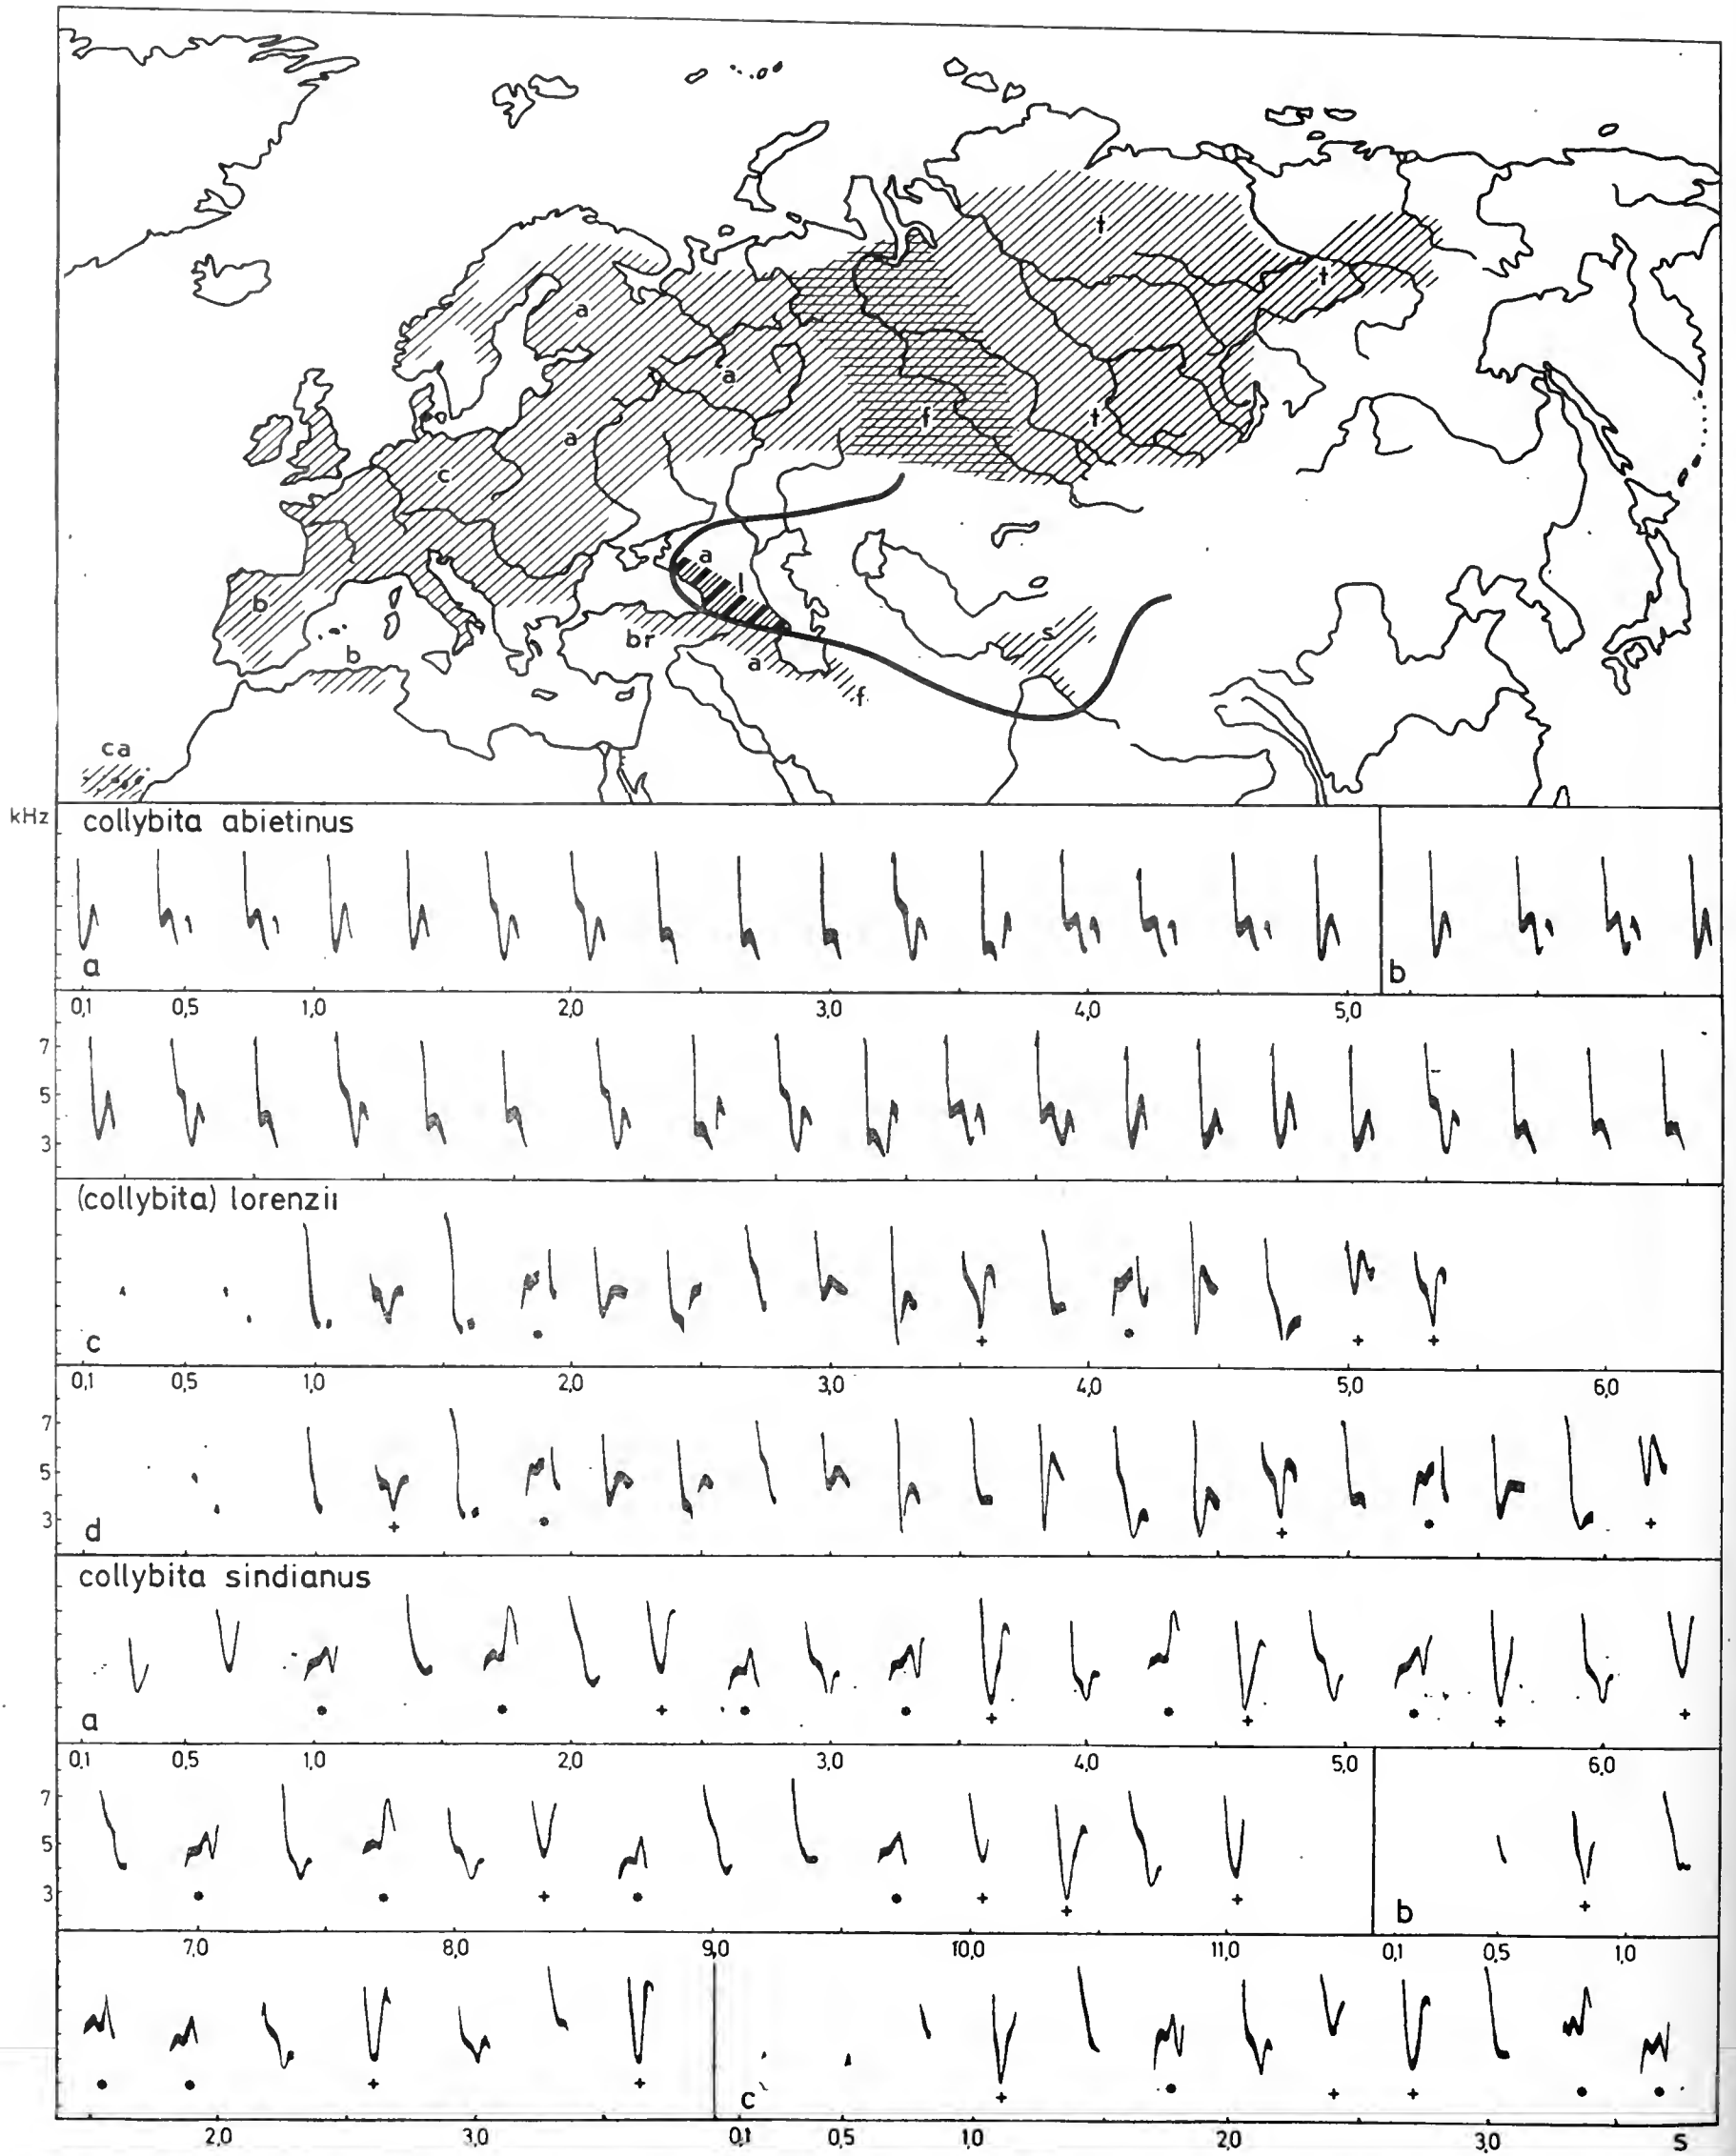 t
t
a
a
f
t
a
c
a
l
b
s
br
b
a
f
ca
kHz
collybita abietinus
a b
0,1 0,5 1,0 2,0 3,0 4,0 5,0
7
5
3
(collybita) lorenzii
c
0,1 0,5 1,0 2,0 3,0 4,0 5,0 6,0
7
5
3
d
collybita sindianus
a
0,1 0,5 1,0 2,0 3,0 4,0 5,0 6,0
7
5
3
b
7,0 8,0 9,0 10,0 11,0 0,1 0,5 1,0
c
2,0 3,0 0,1 0,5 1,0 2,0 3,0 S